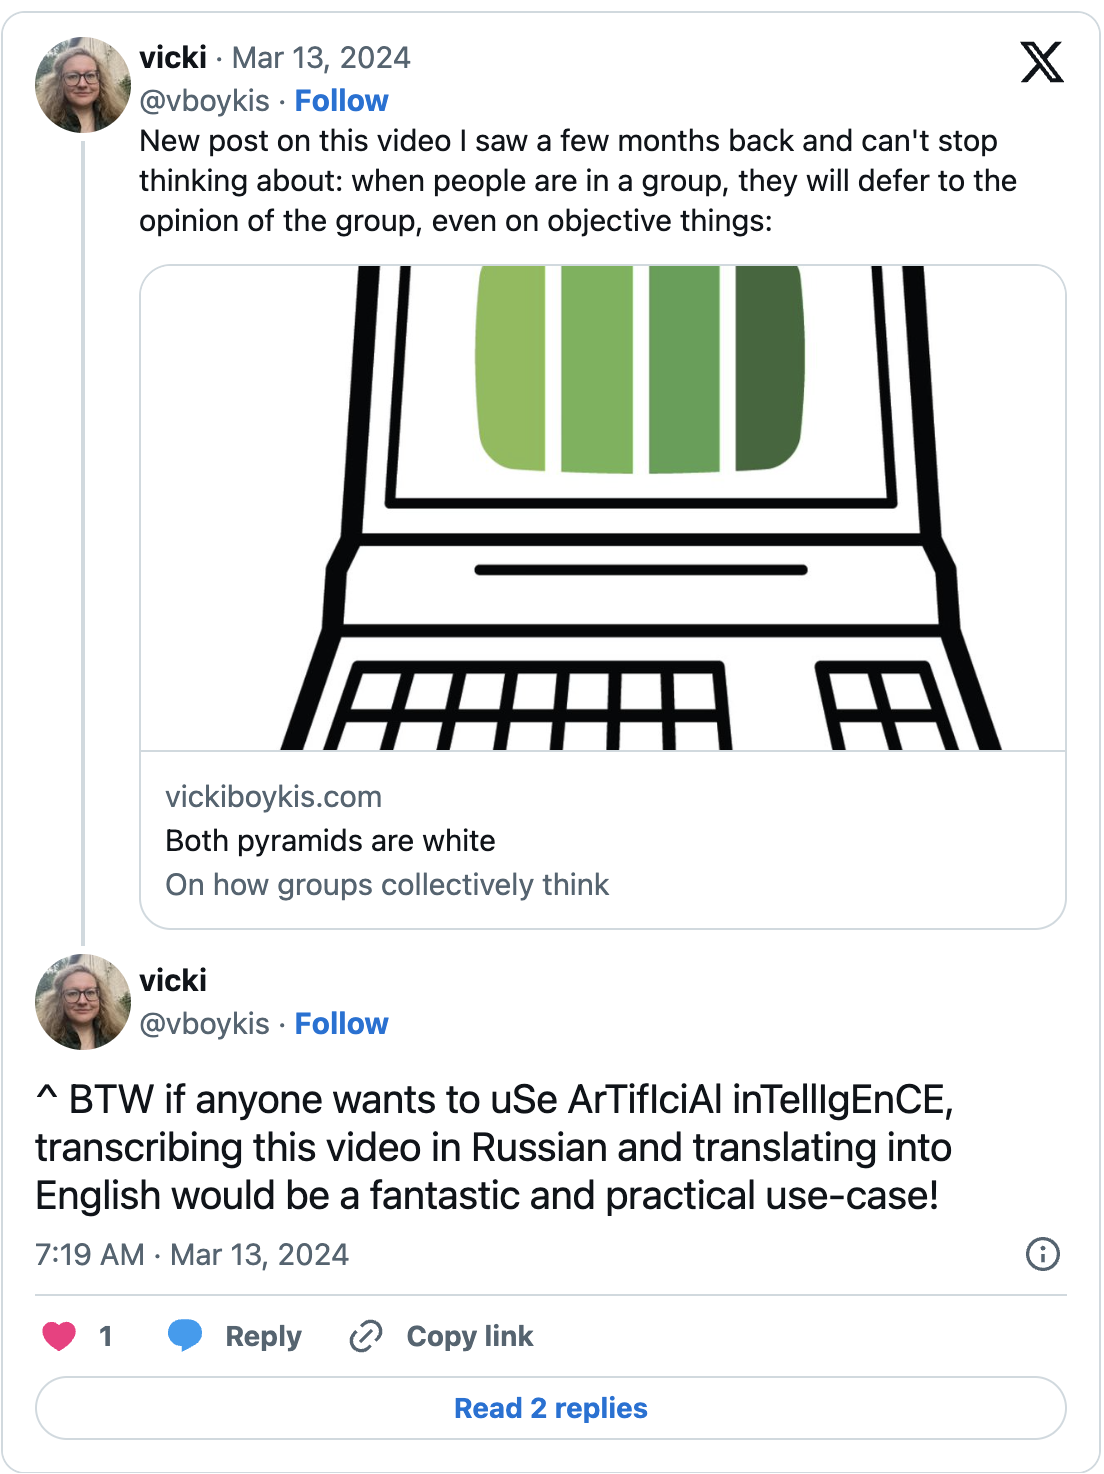 vicki · Mar 13, 2024
@vboykis · Follow
New post on this video I saw a few months back and can't stop
thinking about: when people are in a group, they will defer to the
opinion of the group, even on objective things:
vickiboykis.com
Both pyramids are white
On how groups collectively think
vicki
@vboykis · Follow
^ BTW if anyone wants to uSe ArTifIciAl inTellIgEnCE,
transcribing this video in Russian and translating into
English would be a fantastic and practical use-case!
7:19 AM · Mar 13, 2024
1 Reply Copy link
Read 2 replies